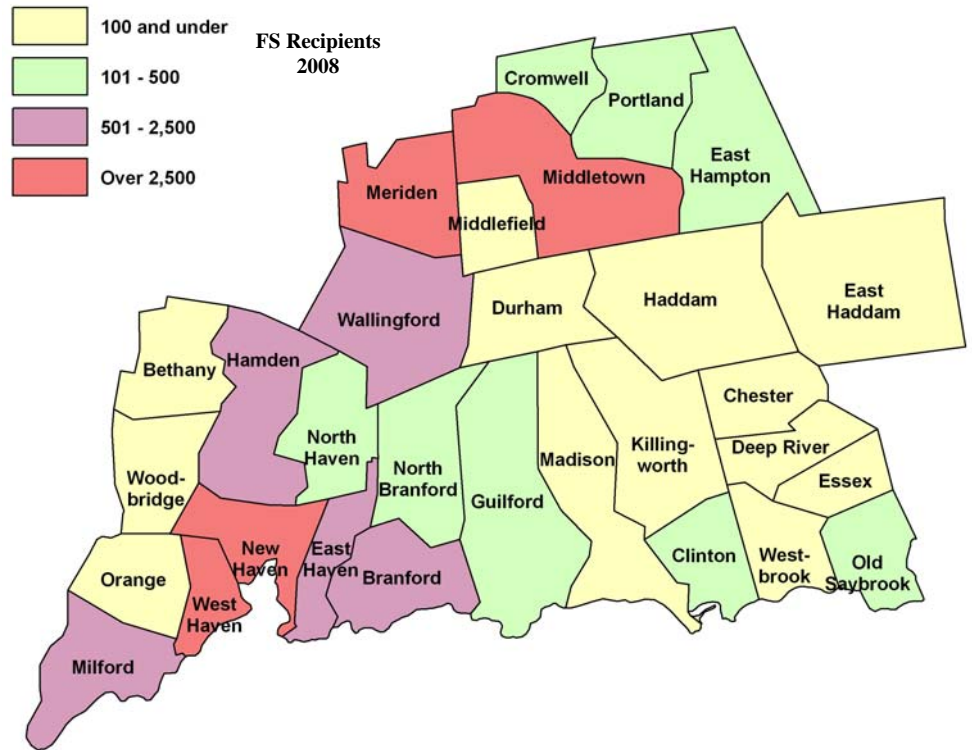 100 and under
101 - 500
501 - 2,500
Over 2,500
FS Recipients
2008
Cromwell
Portland
East
Hampton
Meriden
Middletown
Middlefield
Wallingford
Durham
Haddam
East
Haddam
Bethany
Hamden
Chester
North
Haven
North
Branford
Guilford
Madison
Killing-
worth
Deep River
Essex
Wood-
bridge
Orange
New
Haven
East
Haven
Branford
Clinton
West-
brook
Old
Saybrook
West
Haven
Milford